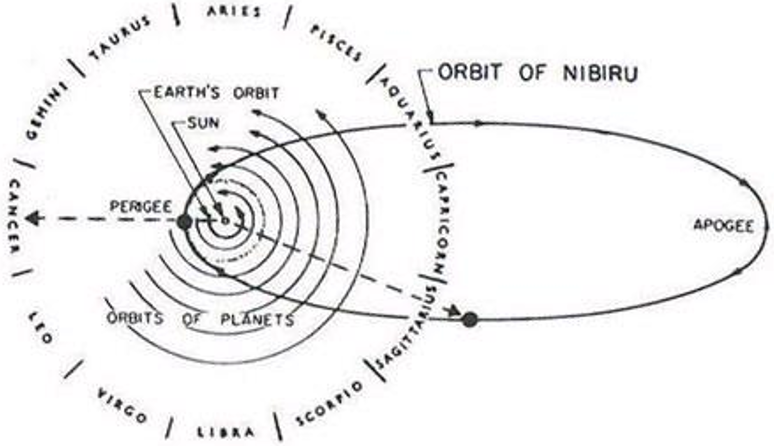 ARIES
TAURUS
PISCES
GEMINI
AQUARIUS
ORBIT OF NIBIRU
EARTH'S ORBIT
SUN
CANCER
PERIGEE
CAPRICORN
APOGEE
ORBITS OF PLANETS
LEO
SAGITTARIUS
VIRGO
SCORPIO
LIBRA